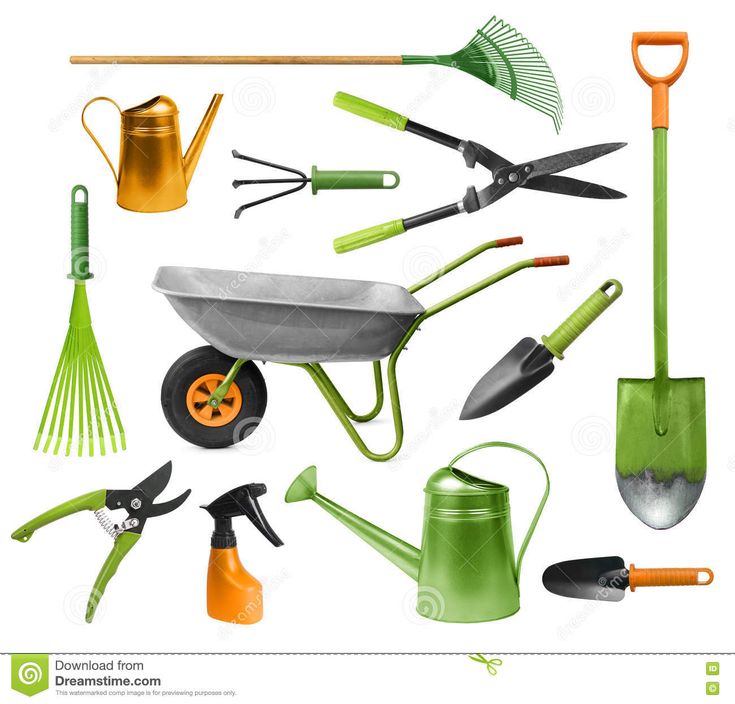 Download from
Dreamstime.com
This watermarked comp image is for previewing purposes only.